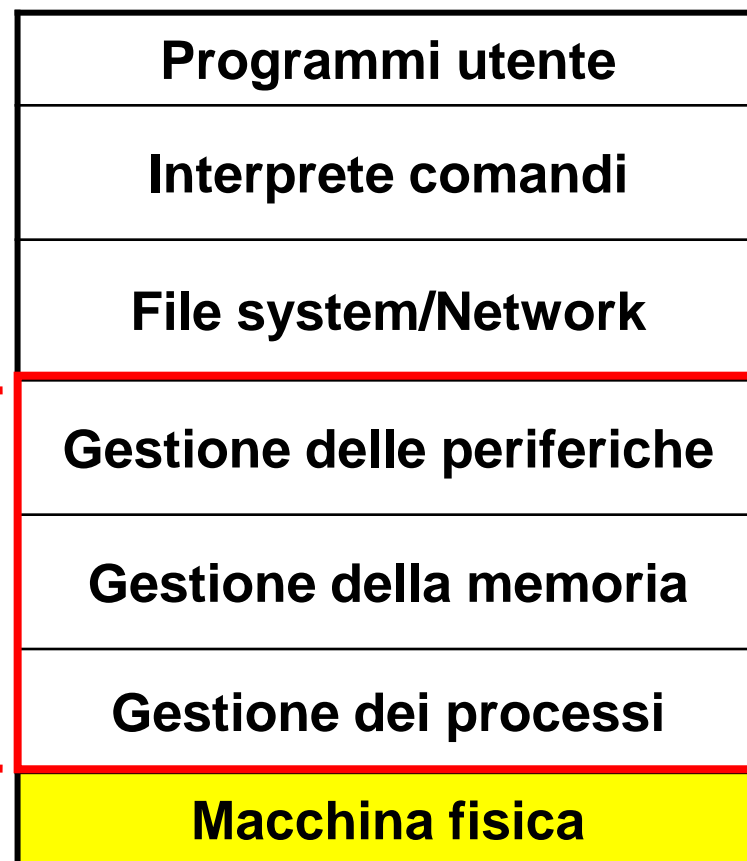 Programmi utente
Interprete comandi
File system/Network
Gestione delle periferiche
Gestione della memoria
Gestione dei processi
Macchina fisica